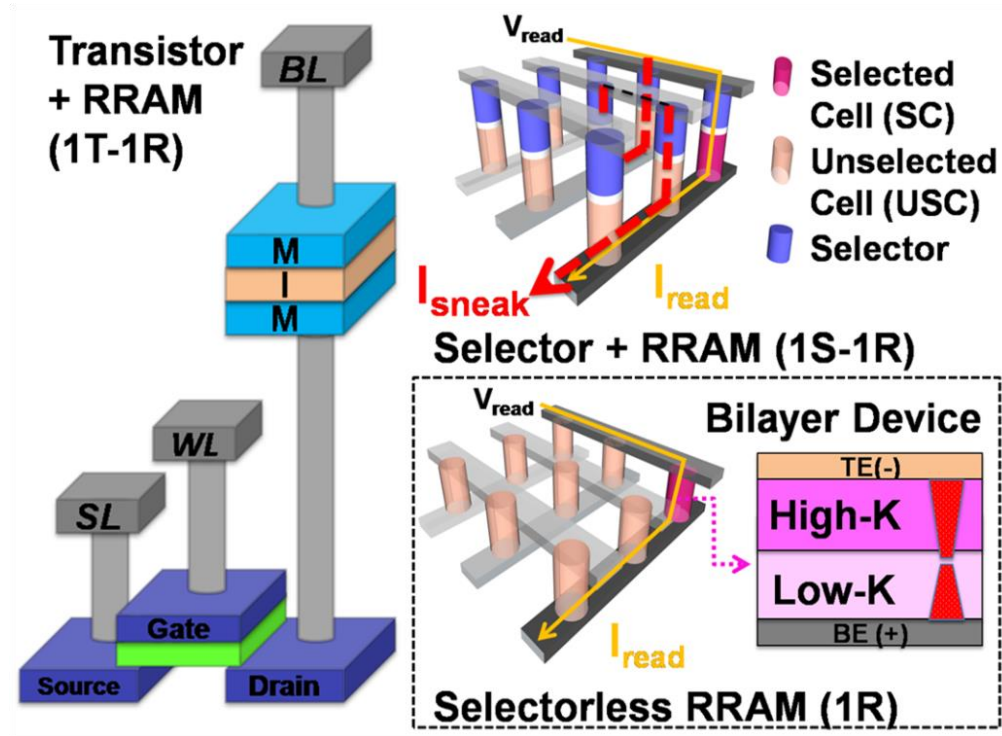 Transistor
+ RRAM
(1T-1R)
BL
M
I
M
WL
SL
Gate
Source
Drain
Vread
Selected
Cell (SC)
Unselected
Cell (USC)
Selector
Isneak
Iread
Selector + RRAM (1S-1R)
Vread
Iread
Bilayer Device
TE(-)
High-K
Low-K
BE (+)
Selectorless RRAM (1R)